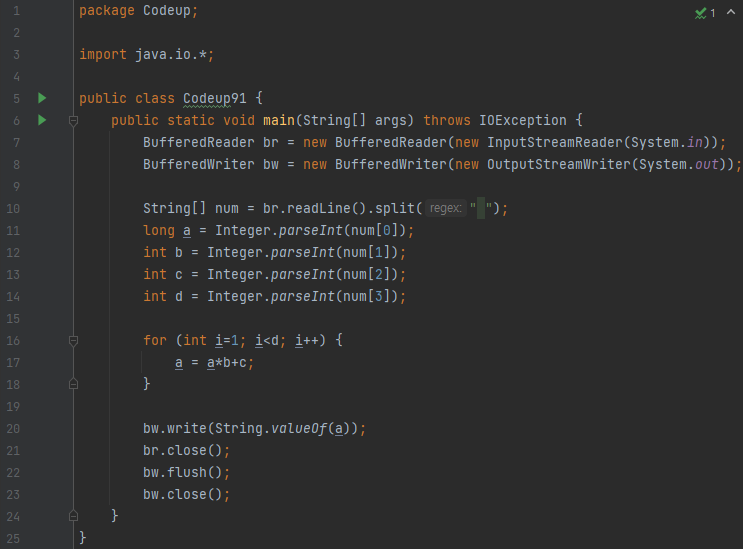 1 package Codeup;
2
3 import java.io.*;
4
5 public class Codeup91 {
6 public static void main(String[] args) throws IOException {
7 BufferedReader br = new BufferedReader(new InputStreamReader(System.in));
8 BufferedWriter bw = new BufferedWriter(new OutputStreamWriter(System.out));
9
10 String[] num = br.readLine().split( regex: " ");
11 long a = Integer.parseInt(num[0]);
12 int b = Integer.parseInt(num[1]);
13 int c = Integer.parseInt(num[2]);
14 int d = Integer.parseInt(num[3]);
15
16 for (int i=1; i<d; i++) {
17 a = a*b+c;
18 }
19
20 bw.write(String.valueOf(a));
21 br.close();
22 bw.flush();
23 bw.close();
24 }
25 }
1